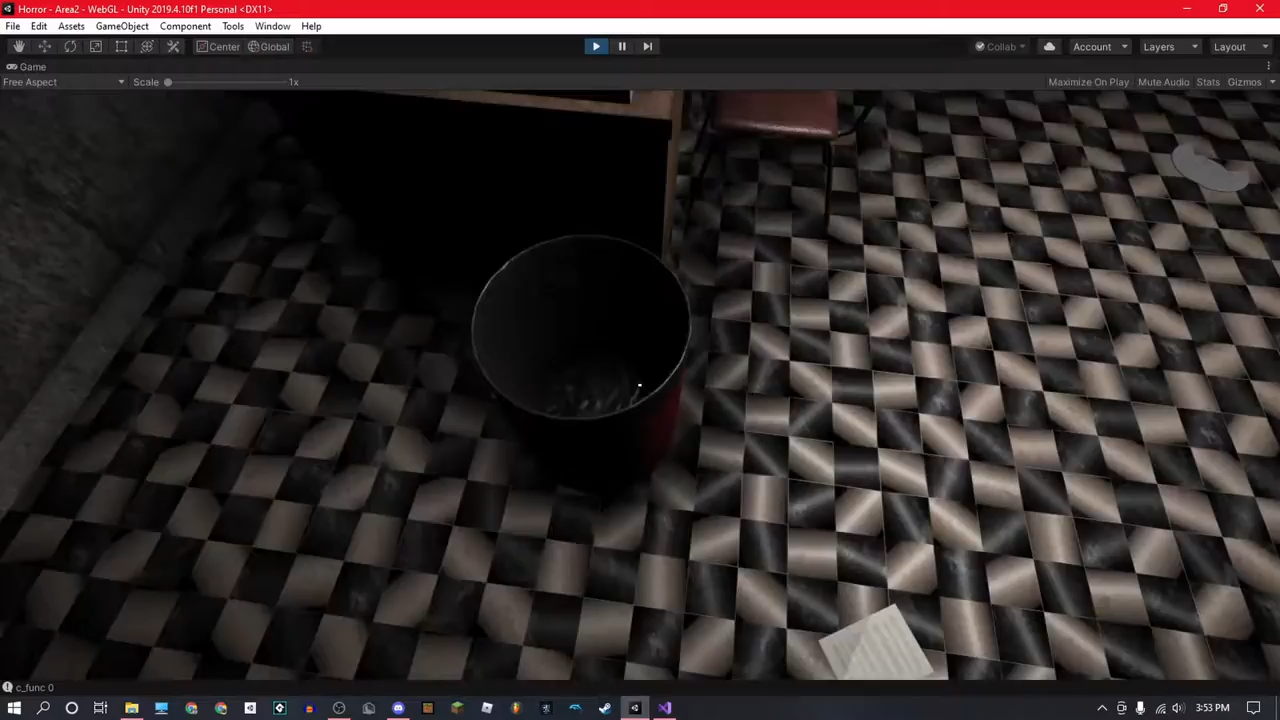 Horror - Area2 - WebGL - Unity 2019.4.10f1 Personal <DX11>
File Edit Assets GameObject Component Tools Window Help
Center Global Collab Account Layers Layout
Game
Free Aspect Scale 1x Maximize On Play Mute Audio Stats Gizmos
c_func 0
3:53 PM